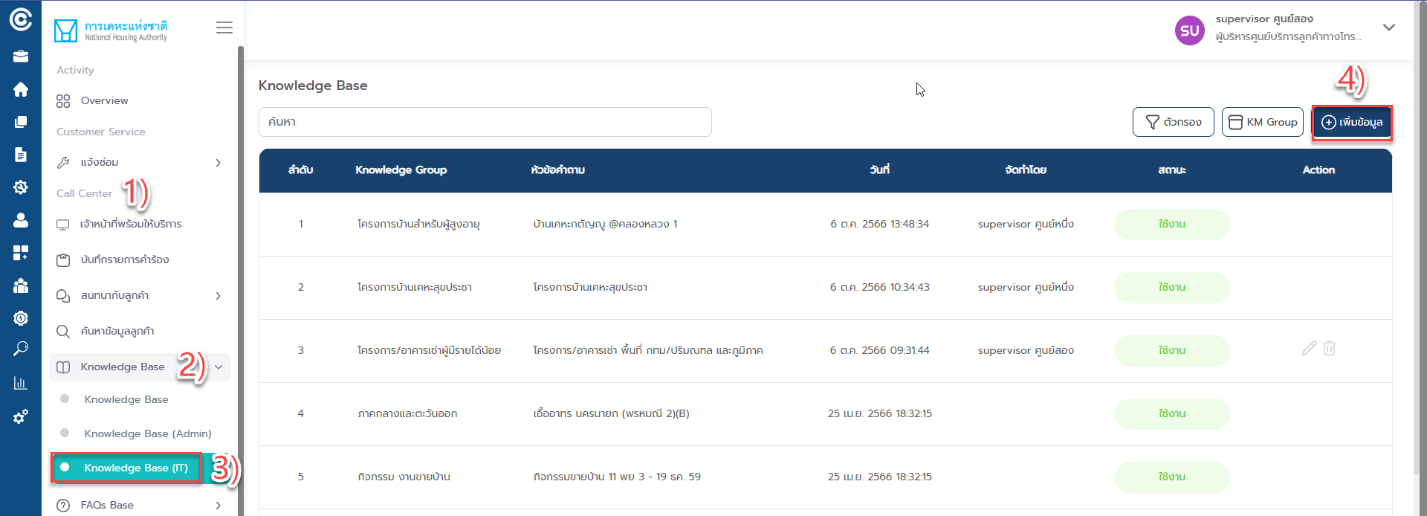 การเคหะแห่งชาติ
National Housing Authority
SU
supervisor ศูนย์สอง
ผู้บริหารศูนย์บริการลูกค้าทางโทร...
Activity
Overview
Customer Service
แจ้งซ่อม
Call Center
1)
เจ้าหน้าที่พร้อมให้บริการ
บันทึกรายการคำร้อง
สนทนากับลูกค้า
ค้นหาข้อมูลลูกค้า
Knowledge Base
2)
Knowledge Base
Knowledge Base (Admin)
Knowledge Base (IT)
3)
FAQs Base
Knowledge Base
4)
ค้นหา
ตัวกรอง
KM Group
เพิ่มข้อมูล
ลำดับ Knowledge Group หัวข้อคำถาม วันที่ จัดทำโดย สถานะ Action
1 โครงการบ้านสำหรับผู้สูงอายุ บ้านเคหะกตัญญู @คลองหลวง 1 6 ต.ค. 2566 13:48:34 supervisor ศูนย์หนึ่ง ใช้งาน
2 โครงการบ้านเคหะสุขประชา โครงการบ้านเคหะสุขประชา 6 ต.ค. 2566 10:34:43 supervisor ศูนย์หนึ่ง ใช้งาน
3 โครงการ/อาคารเช่าผู้มีรายได้น้อย โครงการ/อาคารเช่า พื้นที่ กทม/ปริมณฑล และภูมิภาค 6 ต.ค. 2566 09:31:44 supervisor ศูนย์สอง ใช้งาน
4 ภาคกลางและตะวันออก เอื้ออาทร นครนายก (พรหมณี 2)(B) 25 เม.ย. 2566 18:32:15 ใช้งาน
5 กิจกรรม งานขายบ้าน กิจกรรมขายบ้าน 11 พย 3 - 19 ธค. 59 25 เม.ย. 2566 18:32:15 ใช้งาน